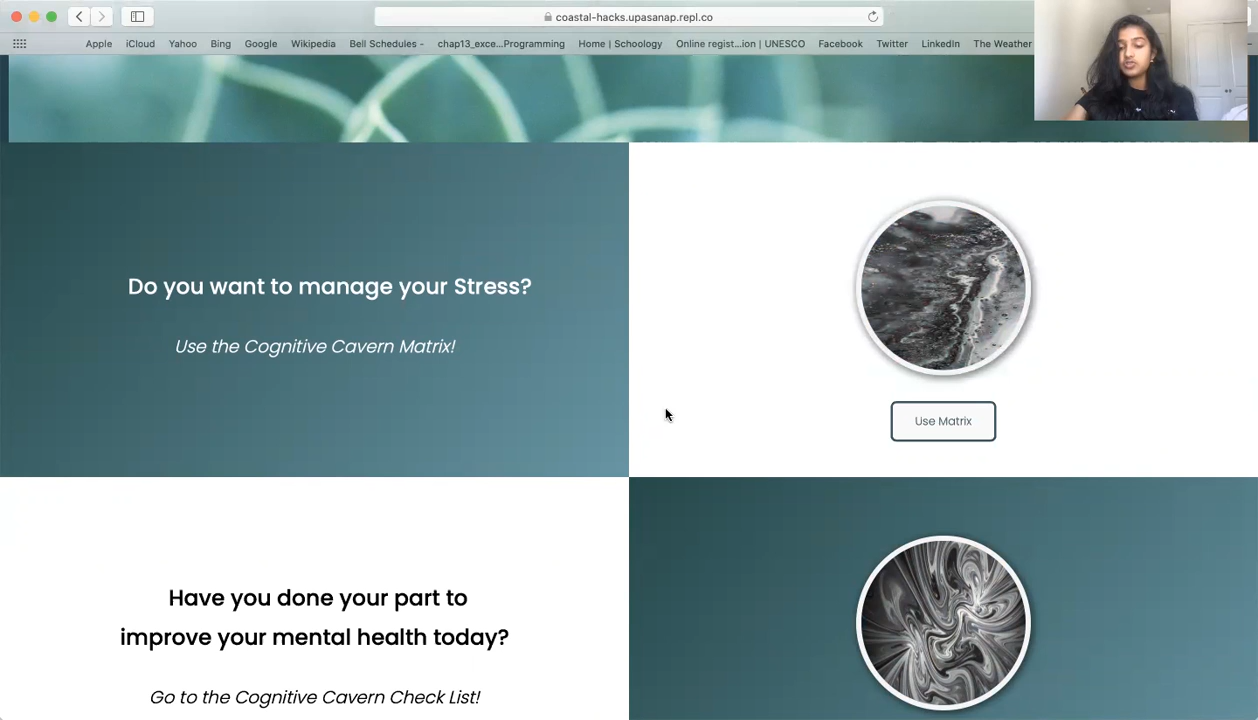 coastal-hacks.upasanap.repl.co
Apple iCloud Yahoo Bing Google Wikipedia Bell Schedules - chap13_exce...Programming Home | Schoology Online regist...ion | UNESCO Facebook Twitter LinkedIn The Weather
Do you want to manage your Stress?
Use the Cognitive Cavern Matrix!
Use Matrix
Have you done your part to
improve your mental health today?
Go to the Cognitive Cavern Check List!